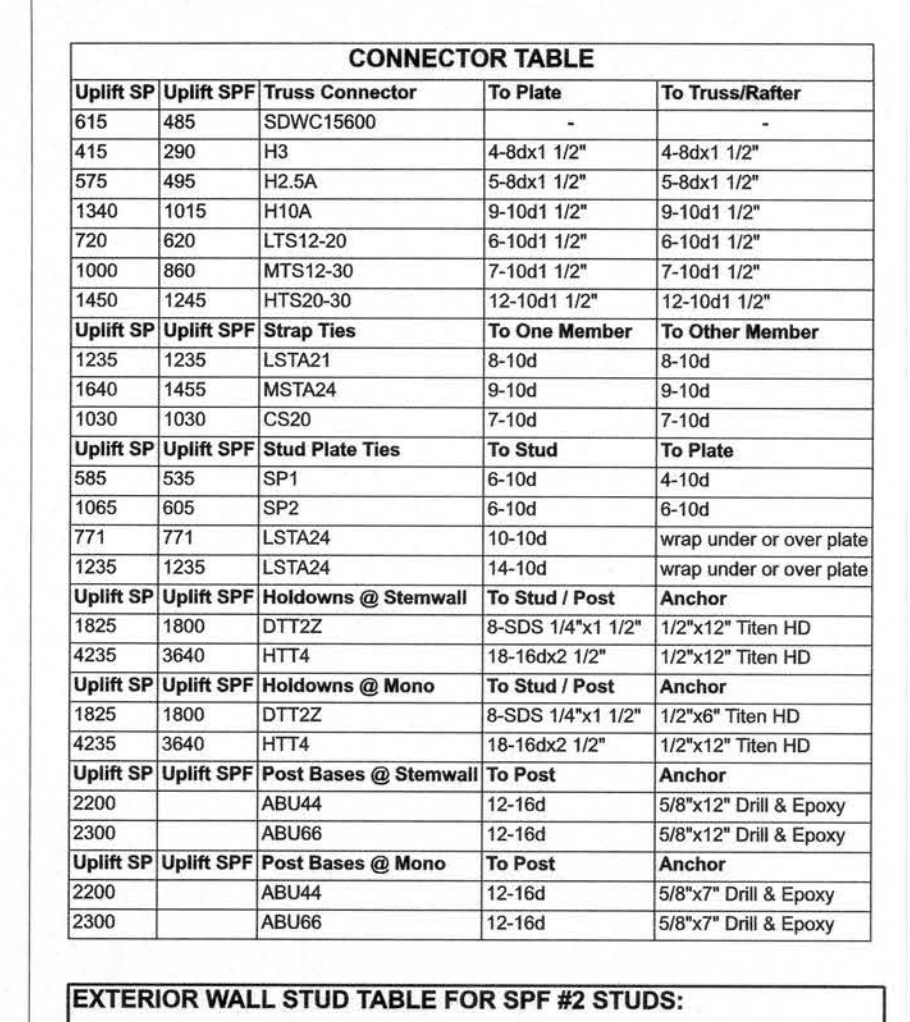 CONNECTOR TABLE
Uplift SP Uplift SPF Truss Connector To Plate To Truss/Rafter
615 485 SDWC15600 - -
415 290 H3 4-8dx1 1/2" 4-8dx1 1/2"
575 495 H2.5A 5-8dx1 1/2" 5-8dx1 1/2"
1340 1015 H10A 9-10d1 1/2" 9-10d1 1/2"
720 620 LTS12-20 6-10d1 1/2" 6-10d1 1/2"
1000 860 MTS12-30 7-10d1 1/2" 7-10d1 1/2"
1450 1245 HTS20-30 12-10d1 1/2" 12-10d1 1/2"
Uplift SP Uplift SPF Strap Ties To One Member To Other Member
1235 1235 LSTA21 8-10d 8-10d
1640 1455 MSTA24 9-10d 9-10d
1030 1030 CS20 7-10d 7-10d
Uplift SP Uplift SPF Stud Plate Ties To Stud To Plate
585 535 SP1 6-10d 4-10d
1065 605 SP2 6-10d 6-10d
771 771 LSTA24 10-10d wrap under or over plate
1235 1235 LSTA24 14-10d wrap under or over plate
Uplift SP Uplift SPF Holdowns @ Stemwall To Stud / Post Anchor
1825 1800 DTT2Z 8-SDS 1/4"x1 1/2" 1/2"x12" Titen HD
4235 3640 HTT4 18-16dx2 1/2" 1/2"x12" Titen HD
Uplift SP Uplift SPF Holdowns @ Mono To Stud / Post Anchor
1825 1800 DTT2Z 8-SDS 1/4"x1 1/2" 1/2"x6" Titen HD
4235 3640 HTT4 18-16dx2 1/2" 1/2"x12" Titen HD
Uplift SP Uplift SPF Post Bases @ Stemwall To Post Anchor
2200 ABU44 12-16d 5/8"x12" Drill & Epoxy
2300 ABU66 12-16d 5/8"x12" Drill & Epoxy
Uplift SP Uplift SPF Post Bases @ Mono To Post Anchor
2200 ABU44 12-16d 5/8"x7" Drill & Epoxy
2300 ABU66 12-16d 5/8"x7" Drill & Epoxy
EXTERIOR WALL STUD TABLE FOR SPF #2 STUDS: